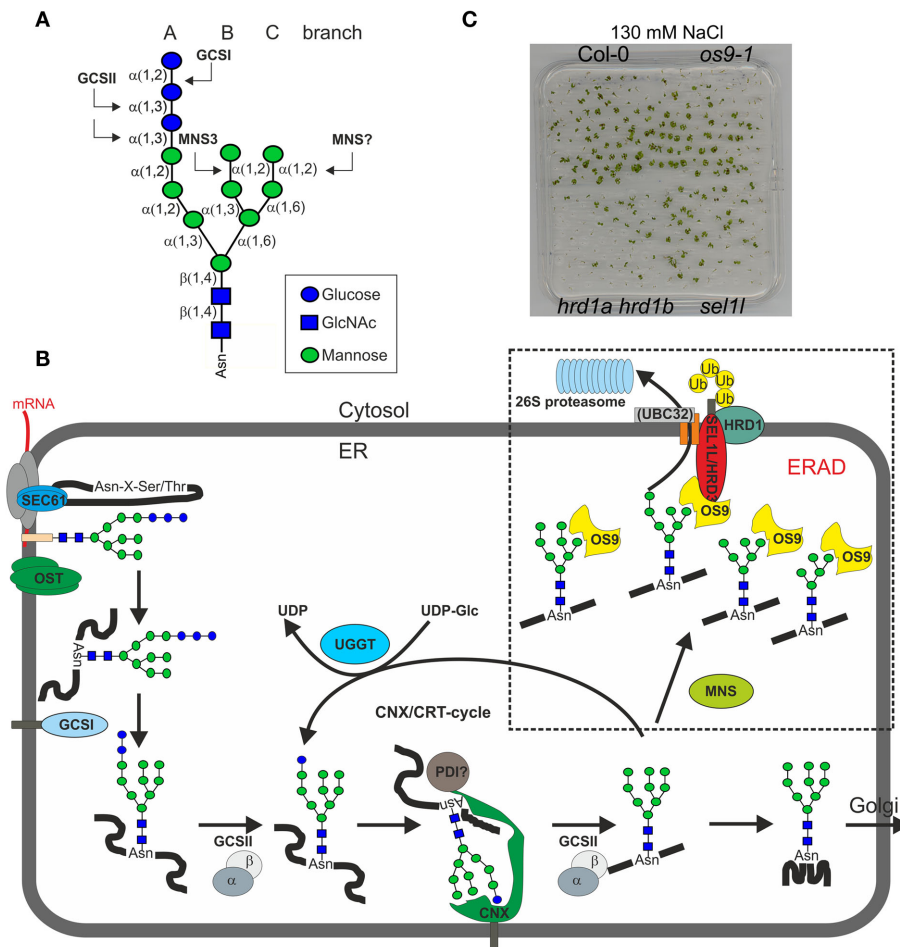 A
A B C branch
GCSI
GCSII
α(1,2)
α(1,3)
α(1,3)
MNS3
MNS?
α(1,2)
α(1,2)
α(1,2)
α(1,2)
α(1,3)
α(1,6)
α(1,3)
α(1,6)
β(1,4)
β(1,4)
Asn
Glucose
GlcNAc
Mannose
C
130 mM NaCl
Col-0 os9-1
hrd1a hrd1b sel1l
B
mRNA
Cytosol
ER
SEC61
Asn-X-Ser/Thr
OST
Asn
GCSI
Asn
GCSII
β
α
UDP
UDP-Glc
UGGT
CNX/CRT-cycle
Asn
PDI?
Asn
CNX
GCSII
β
α
Asn
Asn
Golgi
26S proteasome
(UBC32)
Ub
Ub
Ub
Ub
SEL1L/HRD3
HRD1
ERAD
OS9
OS9
OS9
OS9
Asn
Asn
Asn
Asn
MNS